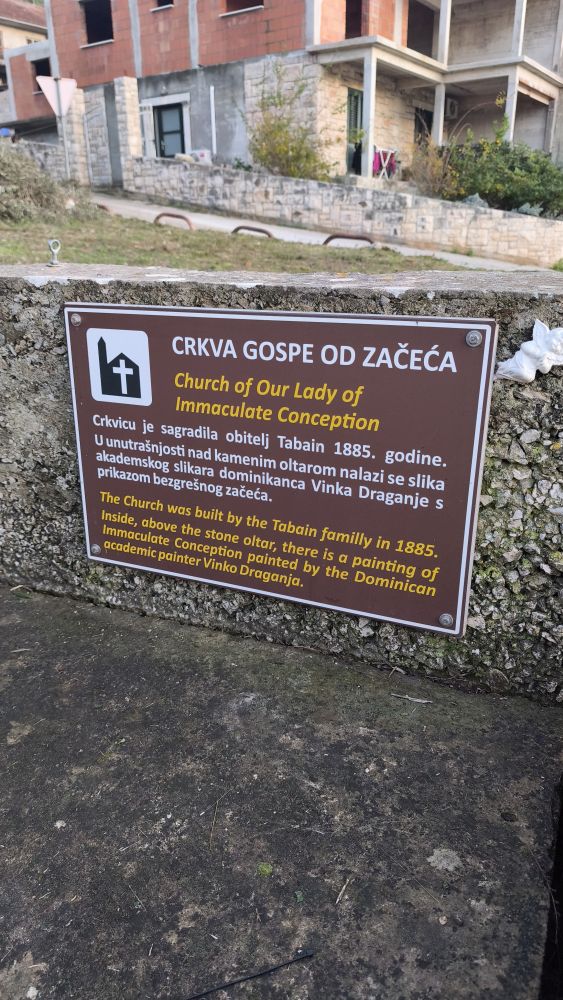 CRKVA GOSPE OD ZAČEĆA
Church of Our Lady of
Immaculate Conception
Crkvicu je sagradila obitelj Tabain 1885. godine.
U unutrašnjosti nad kamenim oltarom nalazi se slika
akademskog slikara dominikanca Vinka Draganje s
prikazom bezgrešnog začeća.
The Church was built by the Tabain familly in 1885.
Inside, above the stone oltar, there is a painting of
Immaculate Conception painted by the Dominican
academic painter Vinko Draganja.